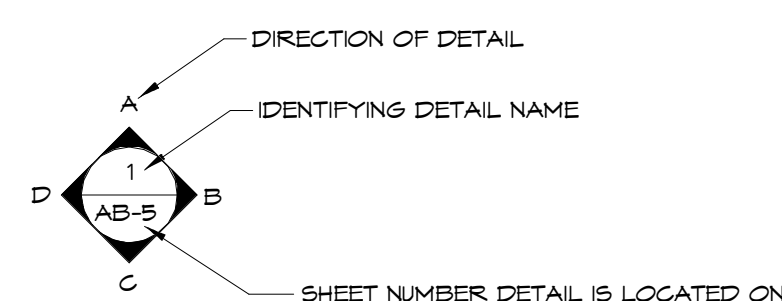 DIRECTION OF DETAIL
A
IDENTIFYING DETAIL NAME
1
D
B
AB-5
C
SHEET NUMBER DETAIL IS LOCATED ON